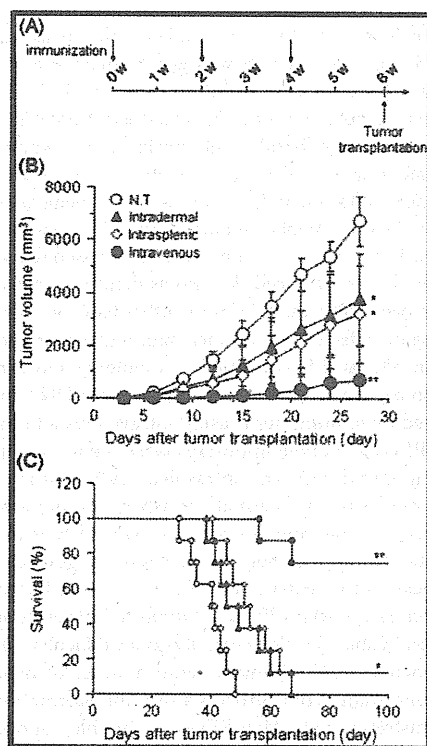 (A)
immunization
0w 1w 2w 3w 4w 5w 6w
Tumor
transplantation
(B)
8000
6000
4000
2000
0
Tumor volume (mm³)
N.T
Intradermal
Intrasplenic
Intravenous
*
*
**
0 5 10 15 20 25 30
Days after tumor transplantation (day)
(C)
120
100
80
60
40
20
0
Survival (%)
**
*
0 20 40 60 80 100
Days after tumor transplantation (day)